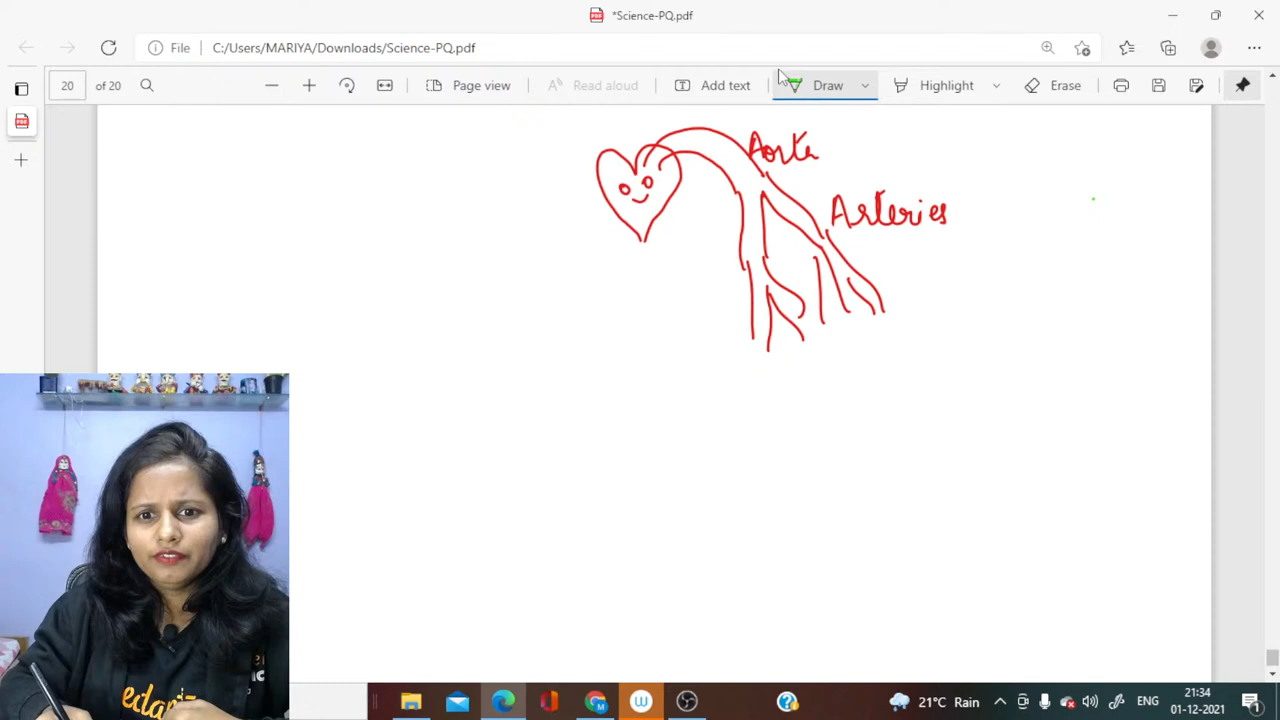 *Science-PQ.pdf
File C:/Users/MARIYA/Downloads/Science-PQ.pdf
20 of 20 Page view Read aloud Add text Draw Highlight Erase
Aorta
Arteries
21°C Rain ENG 21:34
01-12-2021